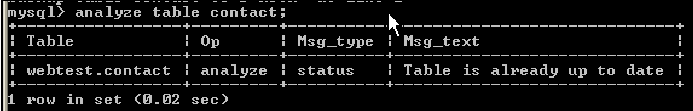 mysql> analyze table contact;
| Table | Op | Msg_type | Msg_text |
| webtest.contact | analyze | status | Table is already up to date |
1 row in set (0.02 sec)